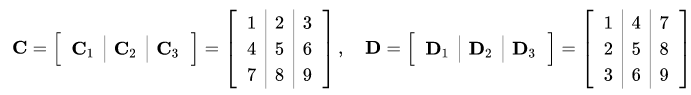 C = [ C₁ | C₂ | C₃ ] = [ 1 | 2 | 3 ; 4 | 5 | 6 ; 7 | 8 | 9 ], D = [ D₁ | D₂ | D₃ ] = [ 1 | 4 | 7 ; 2 | 5 | 8 ; 3 | 6 | 9 ]